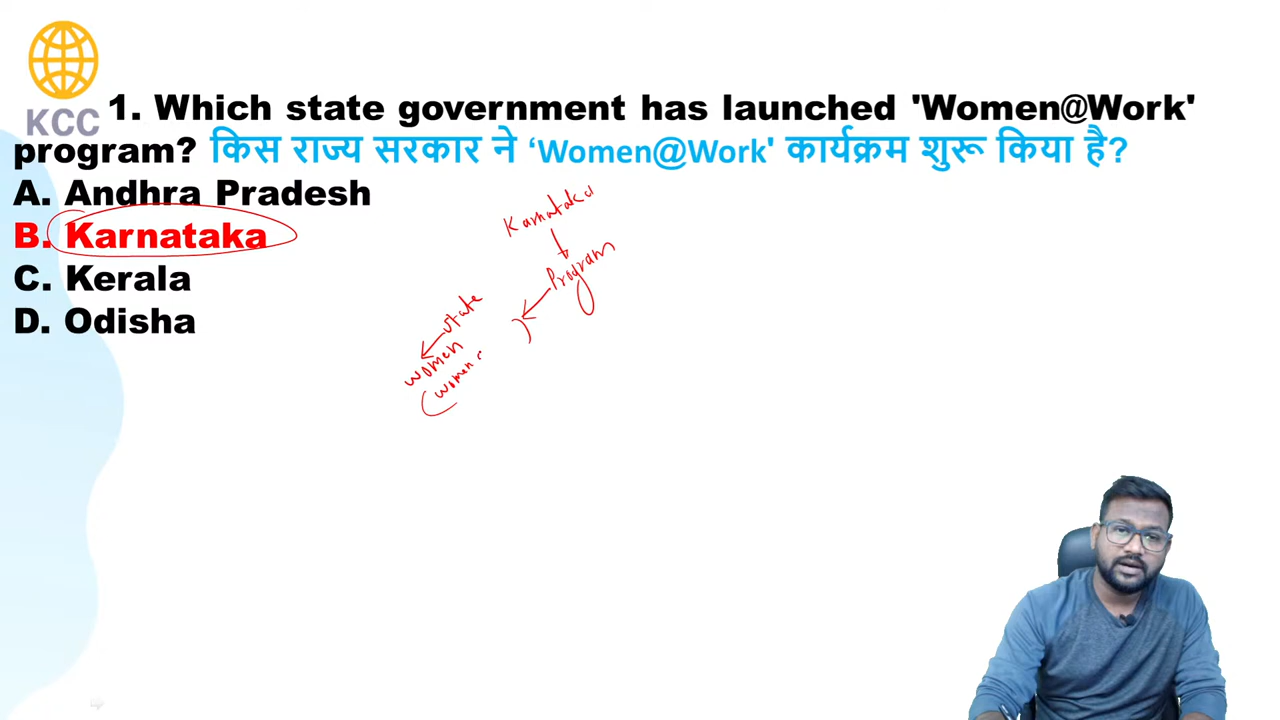 KCC
1. Which state government has launched 'Women@Work'
program? किस राज्य सरकार ने ‘Women@Work' कार्यक्रम शुरू किया है?
A. Andhra Pradesh
B. Karnataka
C. Kerala
D. Odisha
Karnataka
Program
state
women
(women
)